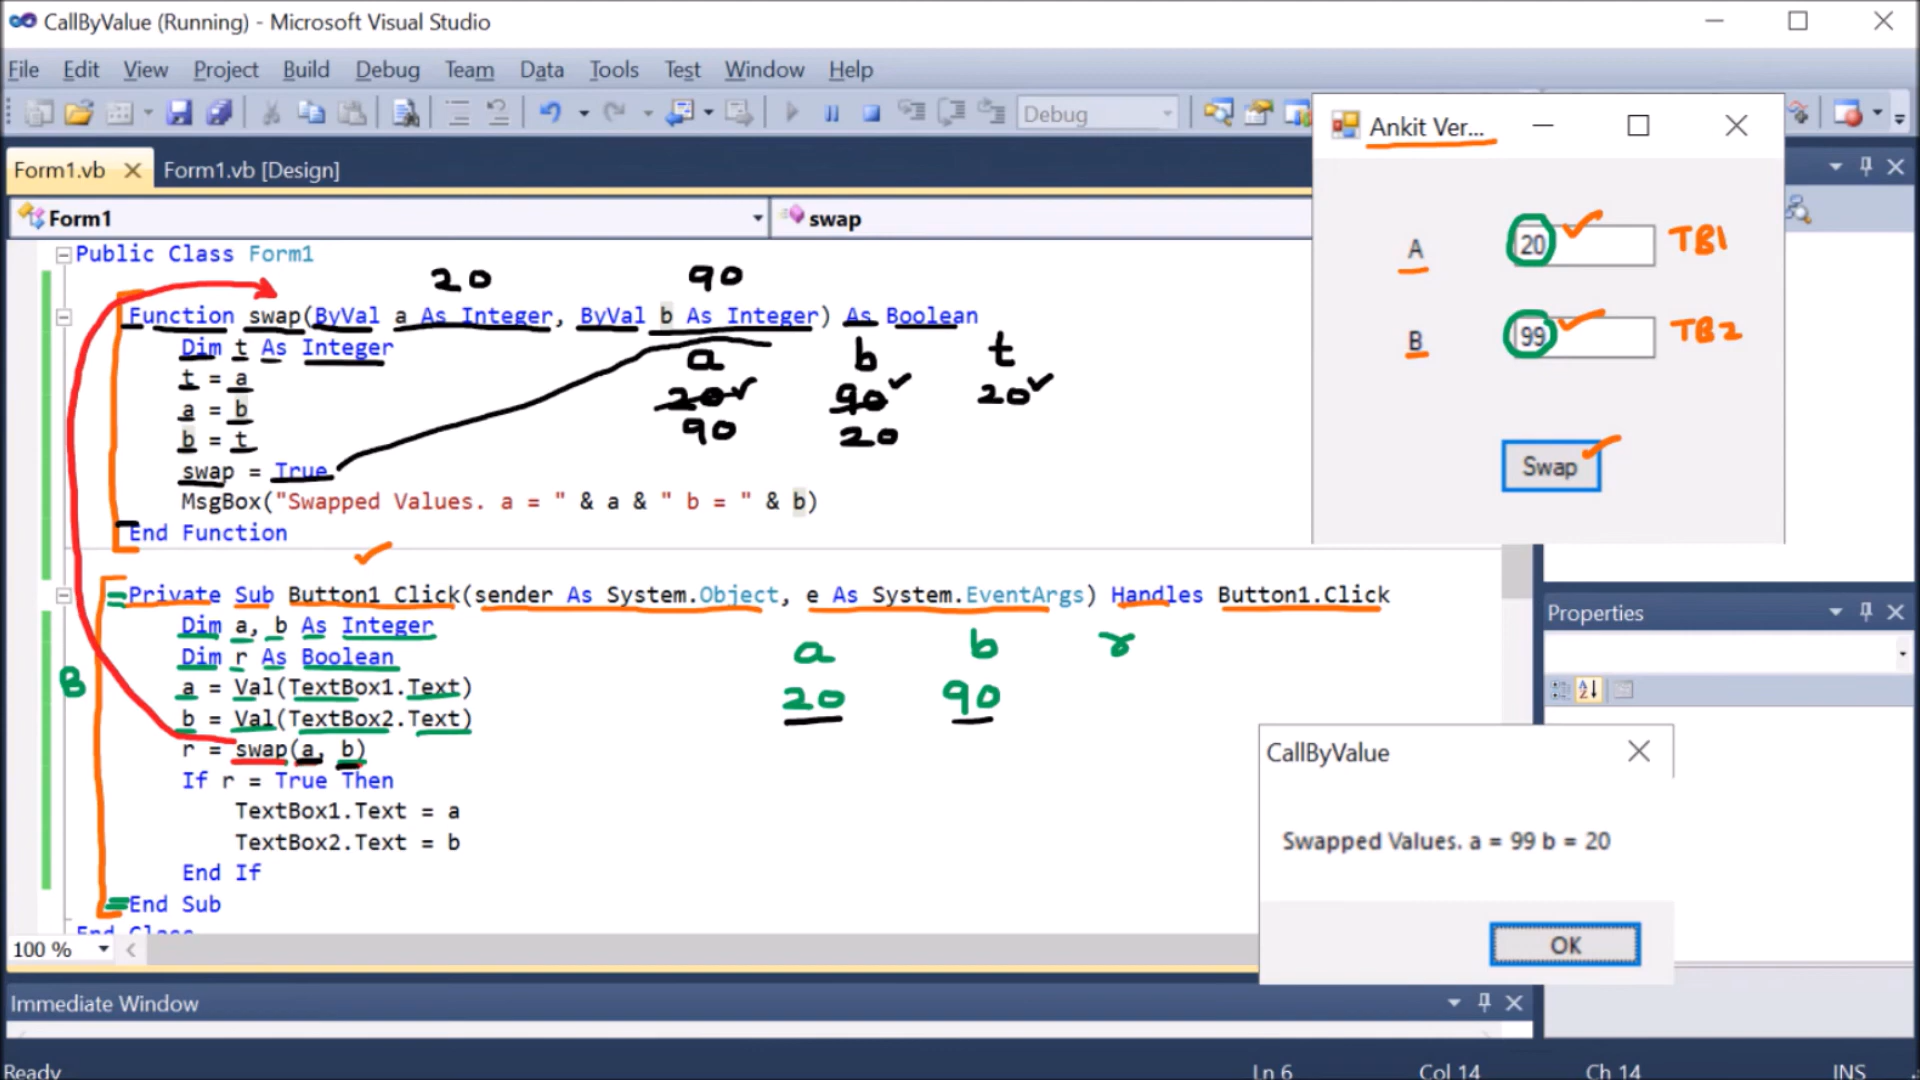 CallByValue (Running) - Microsoft Visual Studio
File Edit View Project Build Debug Team Data Tools Test Window Help
Debug
Form1.vb
Form1.vb [Design]
Form1
swap
Public Class Form1
20 90
Function swap(ByVal a As Integer, ByVal b As Integer) As Boolean
Dim t As Integer
t = a
a = b
b = t
swap = True
MsgBox("Swapped Values. a = " & a & " b = " & b)
End Function
a b t
20 90 20
90 20
Private Sub Button1_Click(sender As System.Object, e As System.EventArgs) Handles Button1.Click
Dim a, b As Integer
Dim r As Boolean
a = Val(TextBox1.Text)
b = Val(TextBox2.Text)
r = swap(a, b)
If r = True Then
TextBox1.Text = a
TextBox2.Text = b
End If
End Sub
End Class
B
a b r
20 90
100 %
Ankit Ver...
A 20 TB1
B 99 TB2
Swap
Properties
CallByValue
Swapped Values. a = 99 b = 20
OK
Immediate Window
Ready Ln 6 Col 14 Ch 14 INS